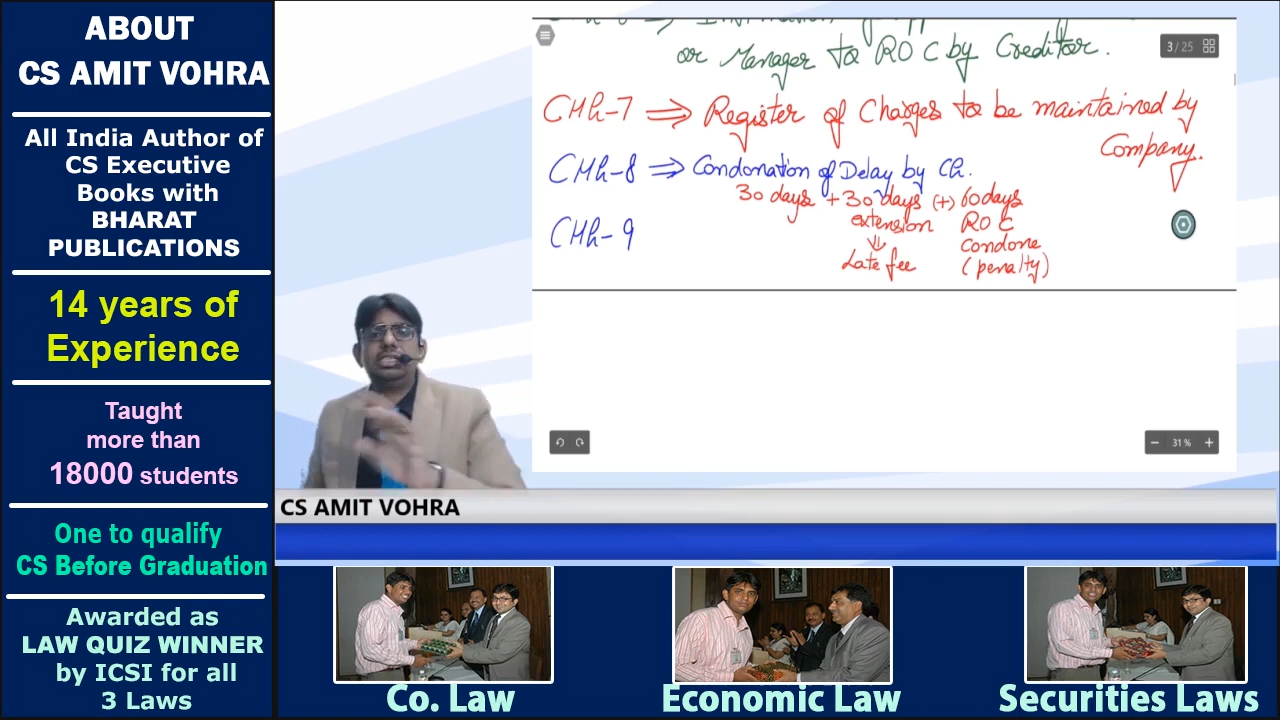 ABOUT
CS AMIT VOHRA
All India Author of
CS Executive
Books with
BHARAT
PUBLICATIONS
14 years of
Experience
Taught
more than
18000 students
One to qualify
CS Before Graduation
Awarded as
LAW QUIZ WINNER
by ICSI for all
3 Laws
or Manager to ROC by Creditor.
3 / 25
CHh-7 ⇒ Register of Charges to be maintained by
Company.
CHh-8 ⇒ Condonation of Delay by CG.
30 days + 30 days (+) 60 days
extension ROC
⇓ Condone
Late fee (penalty)
CHh-9
31 %
CS AMIT VOHRA
Co. Law
Economic Law
Securities Laws